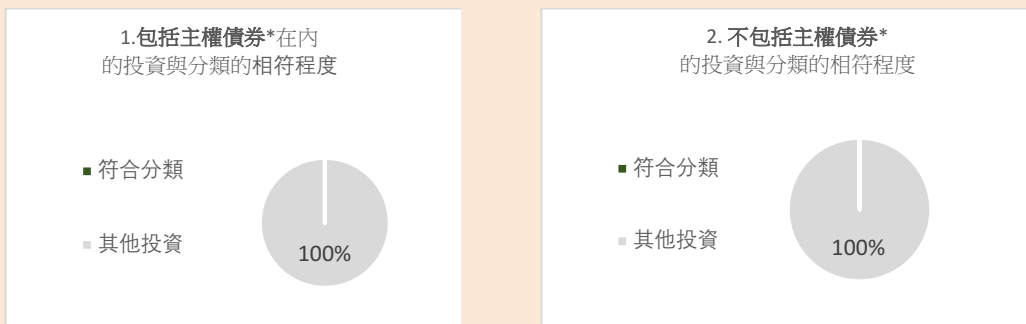 1.包括主權債券*在內
的投資與分類的相符程度
符合分類
其他投資
100%
2. 不包括主權債券*
的投資與分類的相符程度
符合分類
其他投資
100%